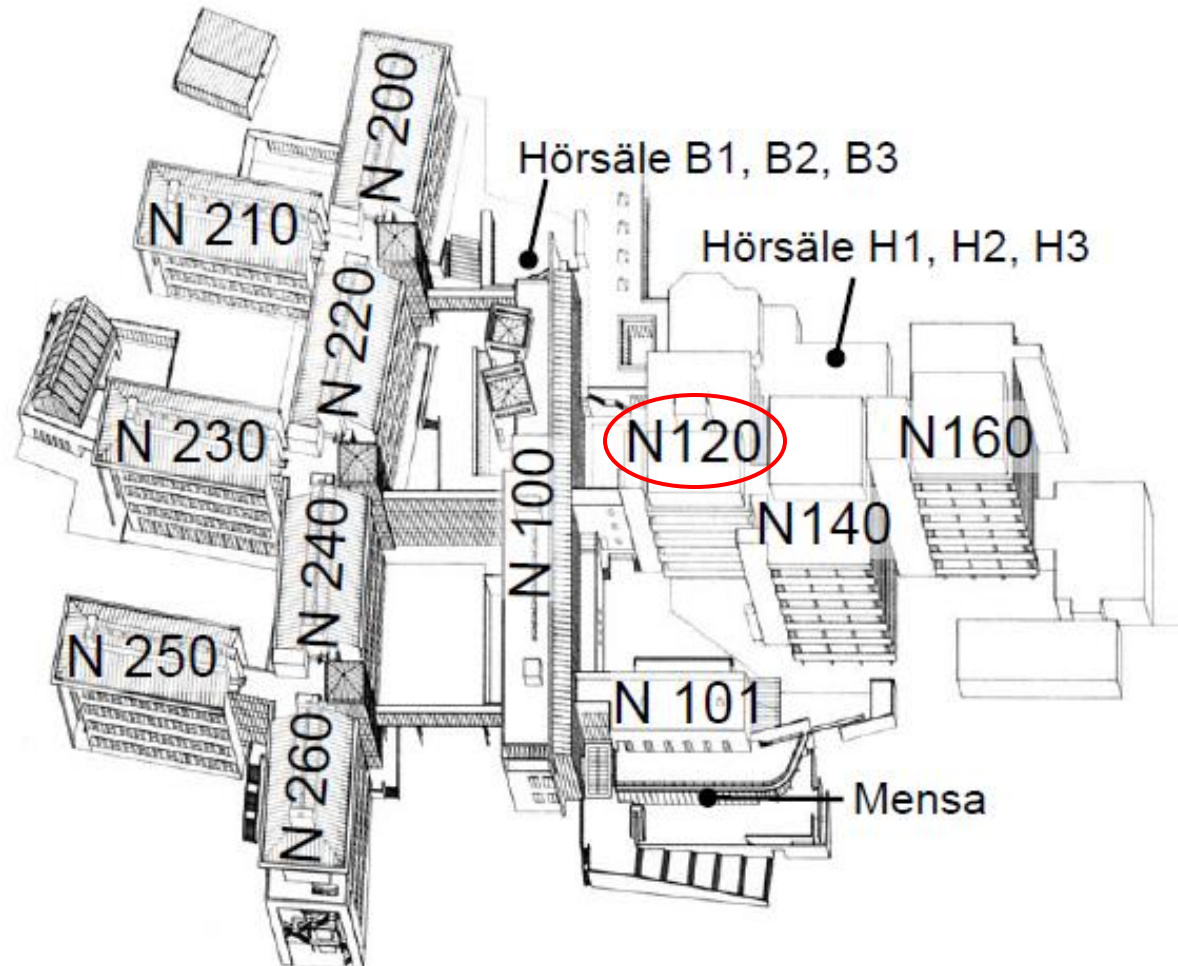 N 200
Hörsäle B1, B2, B3
N 210
Hörsäle H1, H2, H3
N 220
N 230
N120
N160
N 100
N 240
N140
N 250
N 101
N 260
Mensa